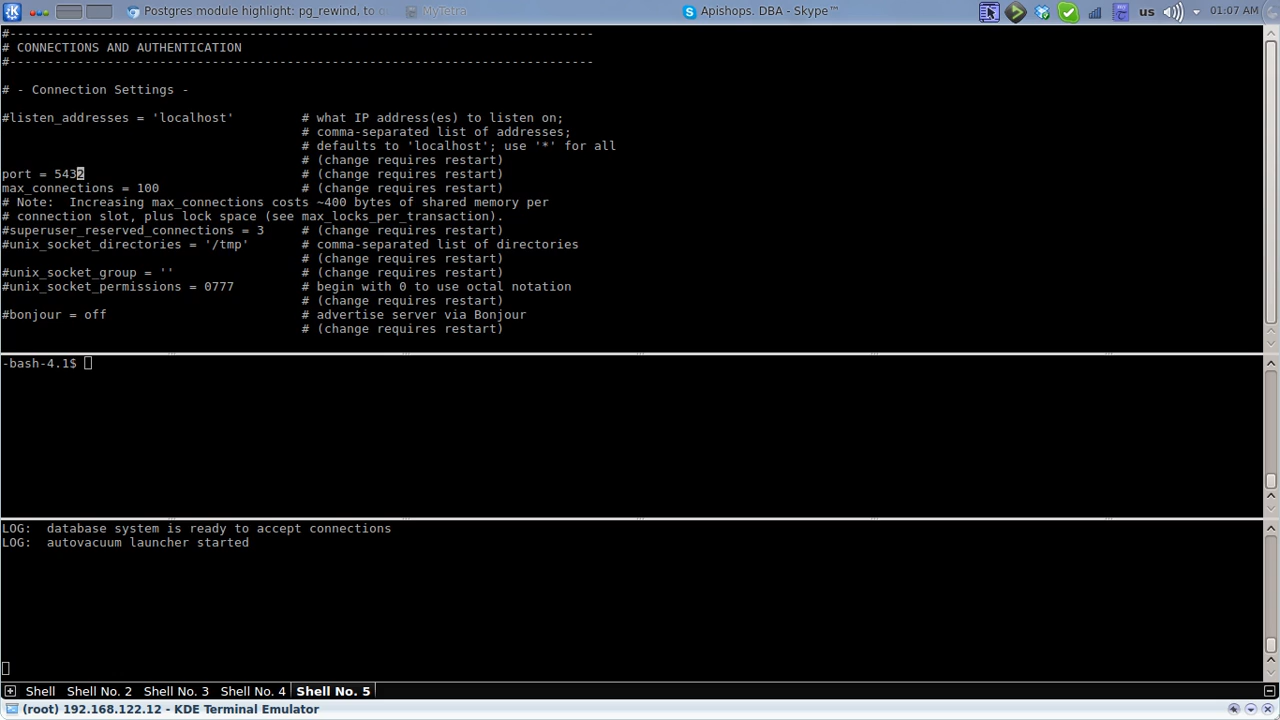 Postgres module highlight: pg_rewind, to o
MyTetra
Apishops. DBA - Skype™
us
01:07 AM
#------------------------------------------------------------------------------
# CONNECTIONS AND AUTHENTICATION
#------------------------------------------------------------------------------
# - Connection Settings -
#listen_addresses = 'localhost' # what IP address(es) to listen on;
# comma-separated list of addresses;
# defaults to 'localhost'; use '*' for all
# (change requires restart)
port = 5432 # (change requires restart)
max_connections = 100 # (change requires restart)
# Note:  Increasing max_connections costs ~400 bytes of shared memory per
# connection slot, plus lock space (see max_locks_per_transaction).
#superuser_reserved_connections = 3 # (change requires restart)
#unix_socket_directories = '/tmp' # comma-separated list of directories
# (change requires restart)
#unix_socket_group = '' # (change requires restart)
#unix_socket_permissions = 0777 # begin with 0 to use octal notation
# (change requires restart)
#bonjour = off # advertise server via Bonjour
# (change requires restart)
-bash-4.1$
LOG:  database system is ready to accept connections
LOG:  autovacuum launcher started
Shell Shell No. 2 Shell No. 3 Shell No. 4 Shell No. 5
(root) 192.168.122.12 - KDE Terminal Emulator